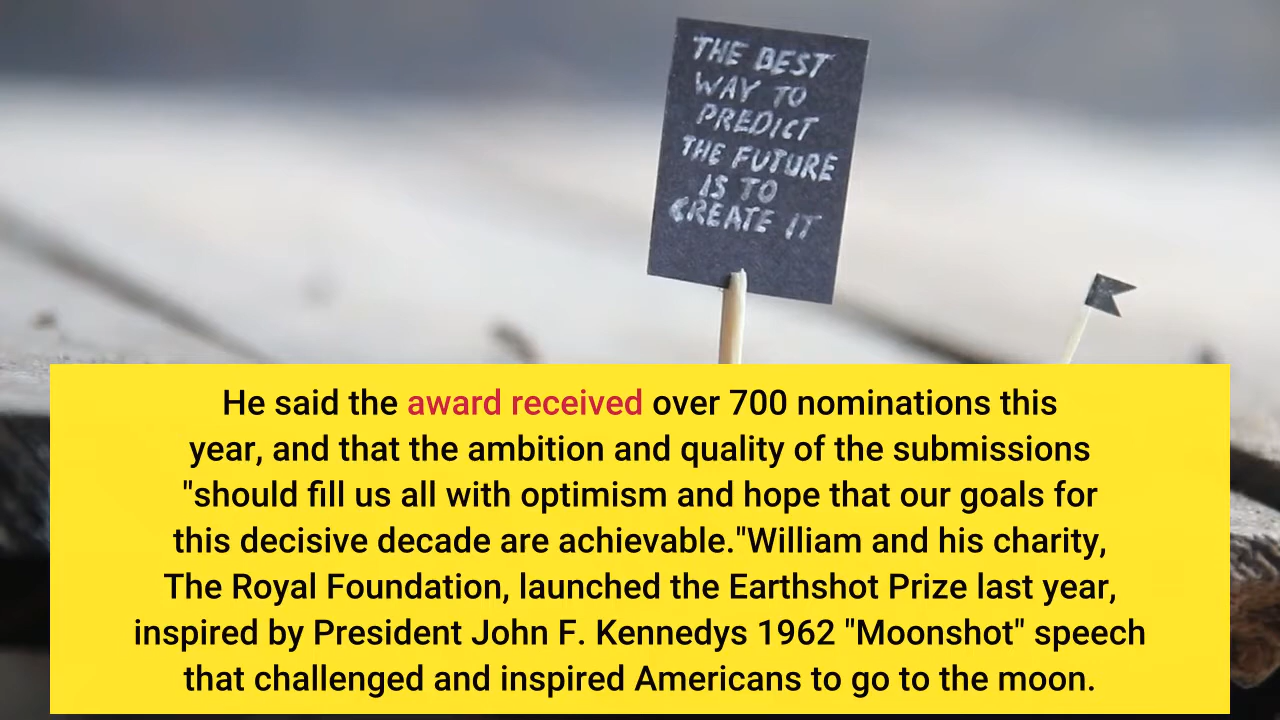 THE BEST
WAY TO
PREDICT
THE FUTURE
IS TO
CREATE IT
He said the award received over 700 nominations this
year, and that the ambition and quality of the submissions
"should fill us all with optimism and hope that our goals for
this decisive decade are achievable."William and his charity,
The Royal Foundation, launched the Earthshot Prize last year,
inspired by President John F. Kennedys 1962 "Moonshot" speech
that challenged and inspired Americans to go to the moon.